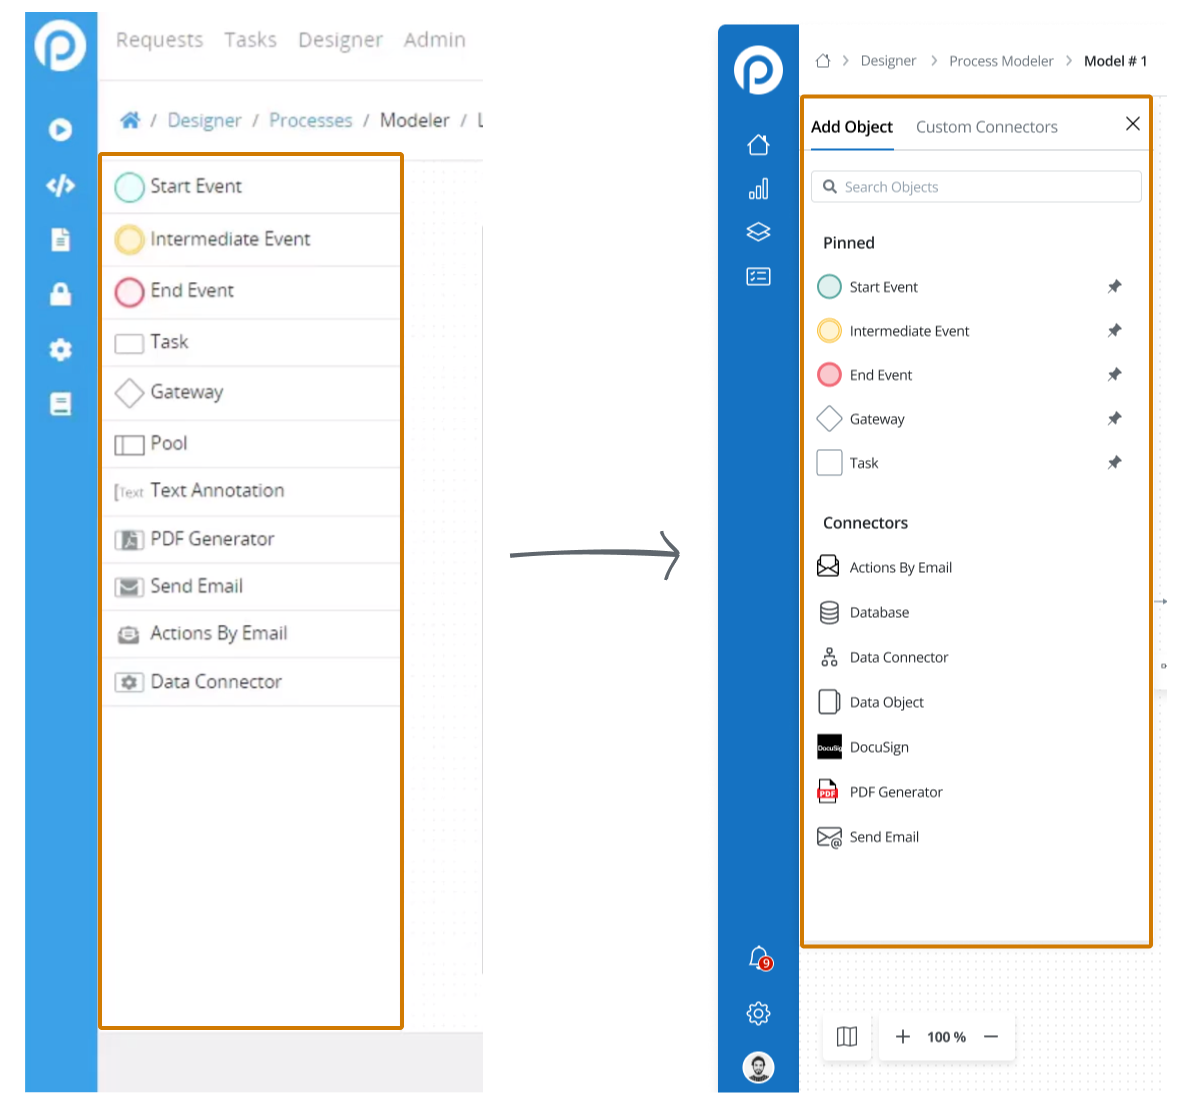 Requests Tasks Designer Admin
/ Designer / Processes / Modeler /
Start Event
Intermediate Event
End Event
Task
Gateway
Pool
[Text Text Annotation
PDF Generator
Send Email
Actions By Email
Data Connector
Designer > Process Modeler > Model # 1
Add Object Custom Connectors
Search Objects
Pinned
Start Event
Intermediate Event
End Event
Gateway
Task
Connectors
Actions By Email
Database
Data Connector
Data Object
DocuSign
PDF PDF Generator
Send Email
9
100 %